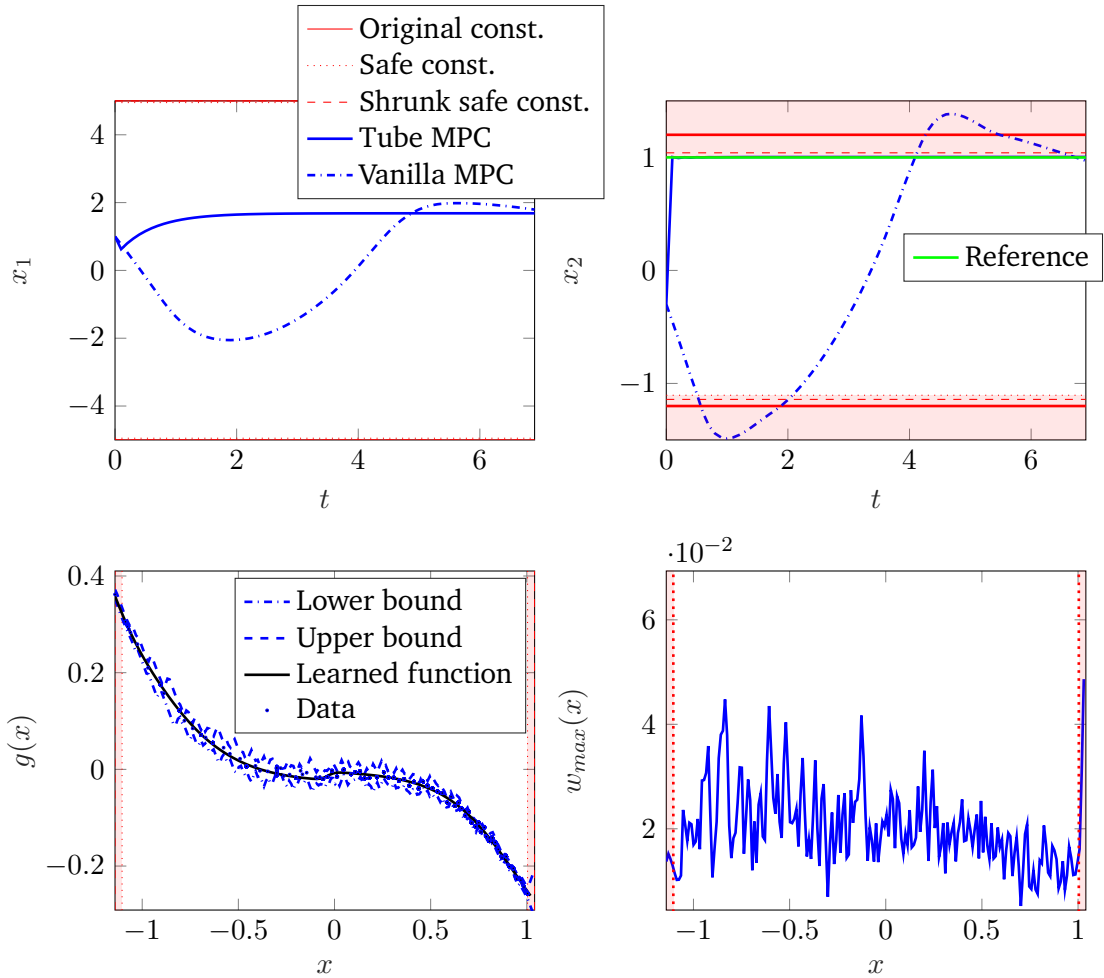 Original const.
Safe const.
Shrunk safe const.
Tube MPC
Vanilla MPC
4
2
0
−2
−4
x1
0
2
4
6
t
1
0
−1
x2
Reference
0
2
4
6
t
0.4
0.2
0
−0.2
g(x)
Lower bound
Upper bound
Learned function
Data
−1
−0.5
0
0.5
1
x
·10−2
6
4
2
wmax(x)
−1
−0.5
0
0.5
1
x